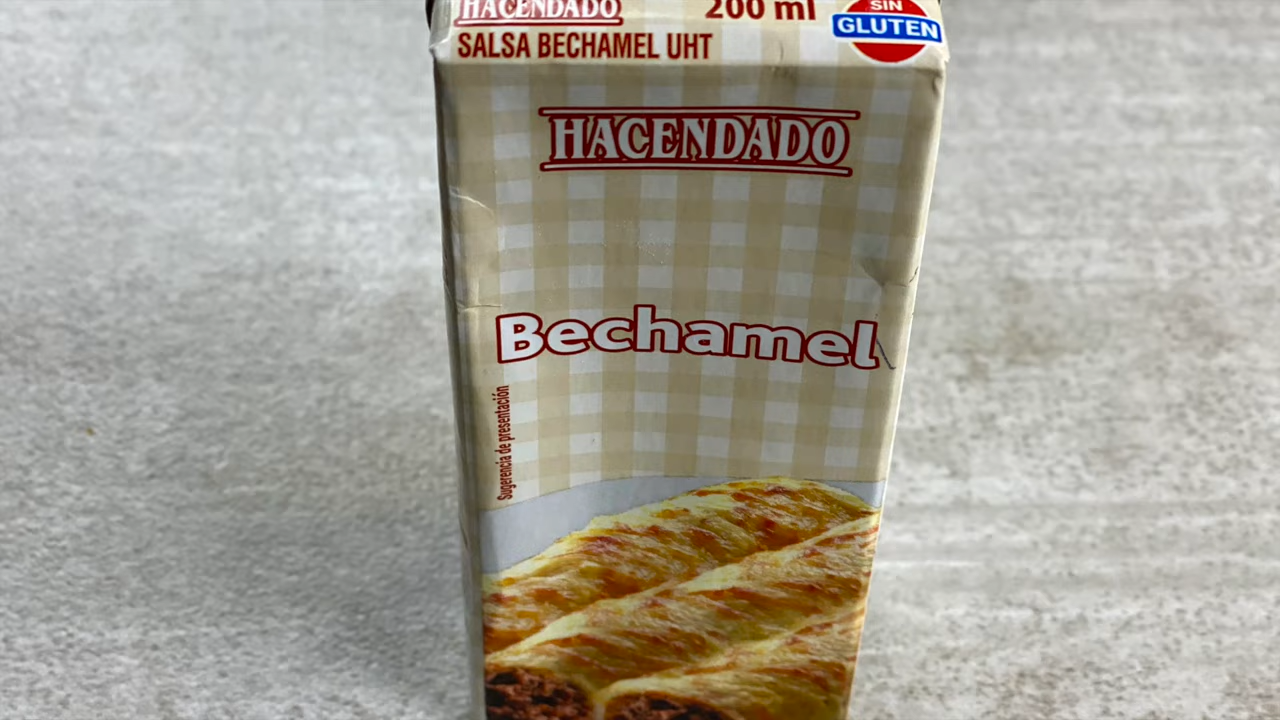 HACENDADO
200 ml
SIN
GLUTEN
SALSA BECHAMEL UHT
HACENDADO
Bechamel
Sugerencia de presentación